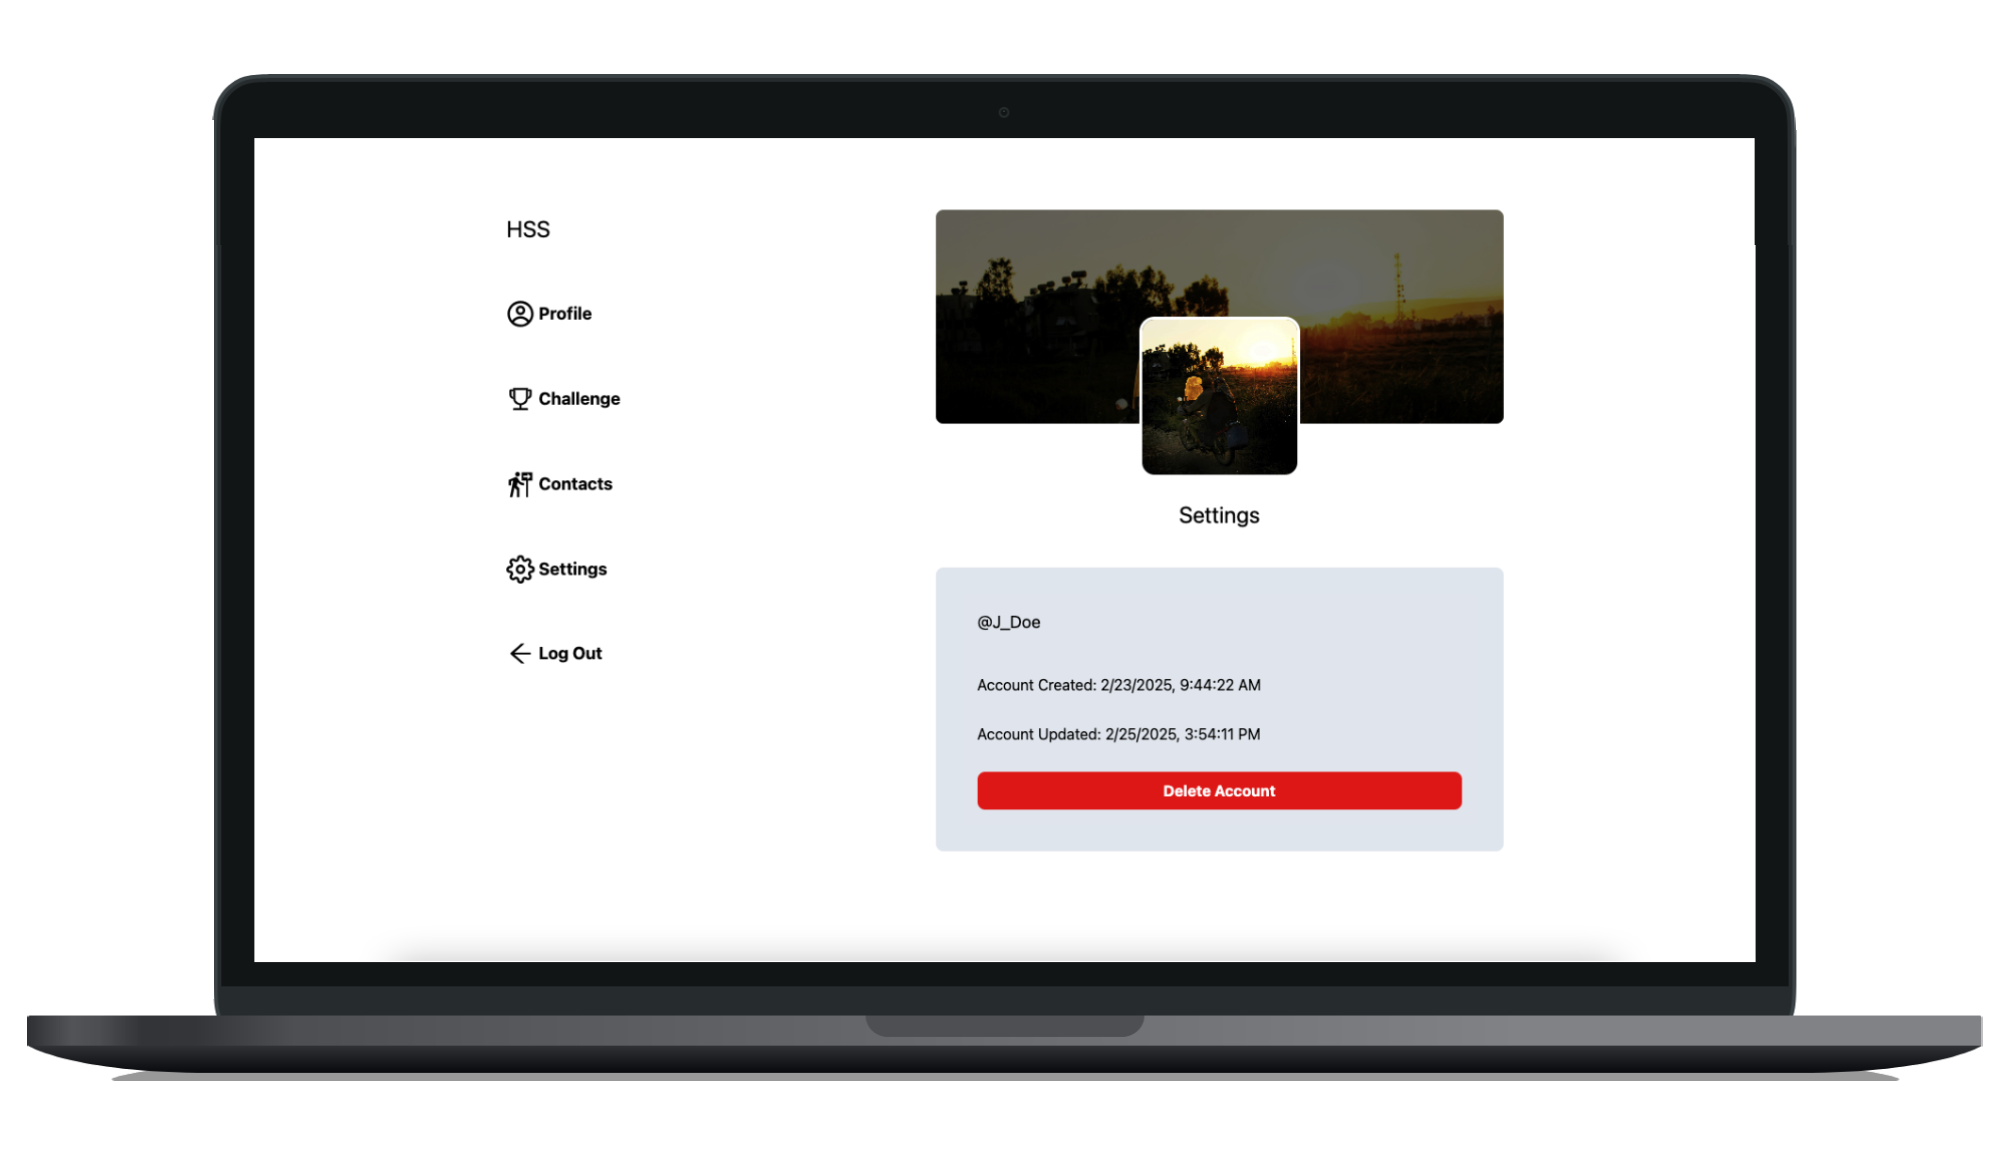 HSS
Profile
Challenge
Contacts
Settings
Log Out
Settings
@J_Doe
Account Created: 2/23/2025, 9:44:22 AM
Account Updated: 2/25/2025, 3:54:11 PM
Delete Account